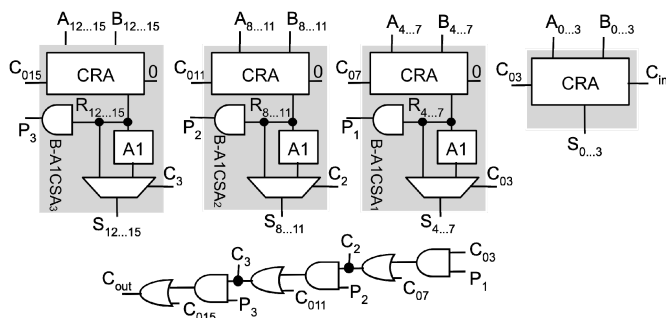 A12...15 B12...15 A8...11 B8...11 A4...7 B4...7 A0...3 B0...3
C015 CRA 0 C011 CRA 0 C07 CRA 0 C03 CRA Cin
P3 R12...15 P2 R8...11 P1 R4...7
B-A1CSA3 A1 B-A1CSA2 A1 B-A1CSA1 A1 S0...3
C3 C2 C03
S12...15 S8...11 S4...7
C3 C2 C03
Cout P1
C015 P3 C011 P2 C07